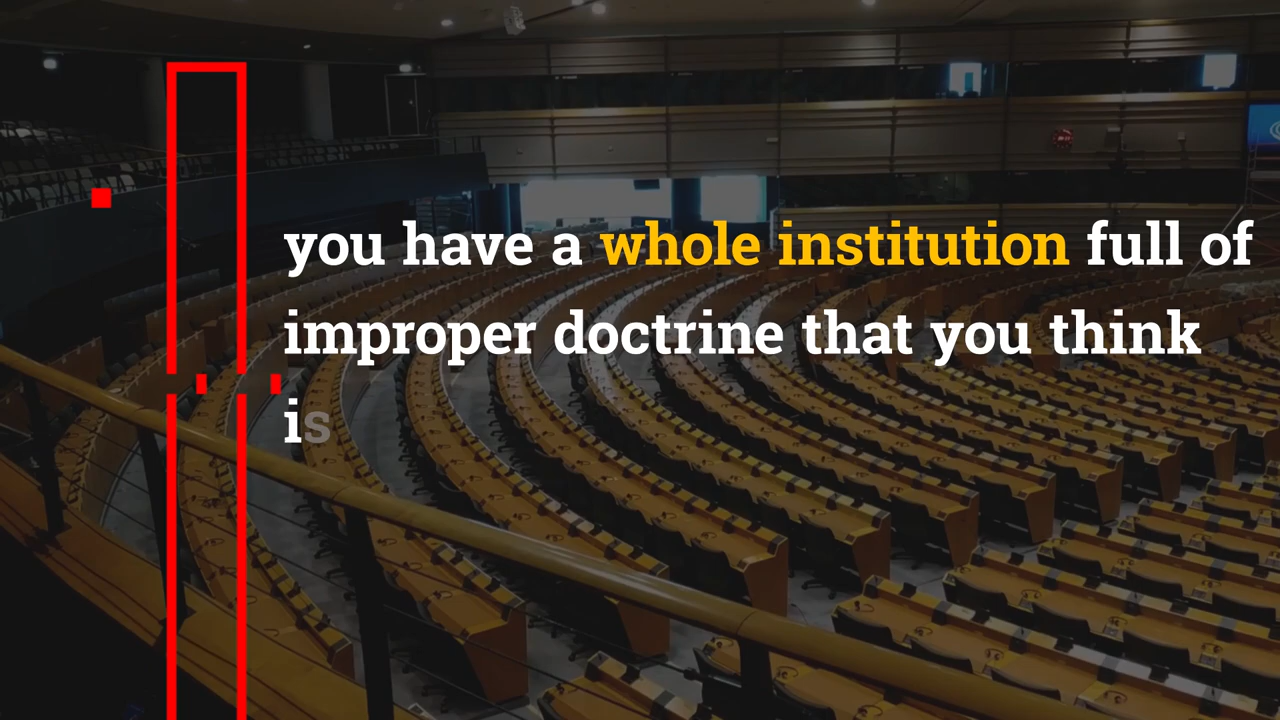 you have a whole institution full of
improper doctrine that you think
is